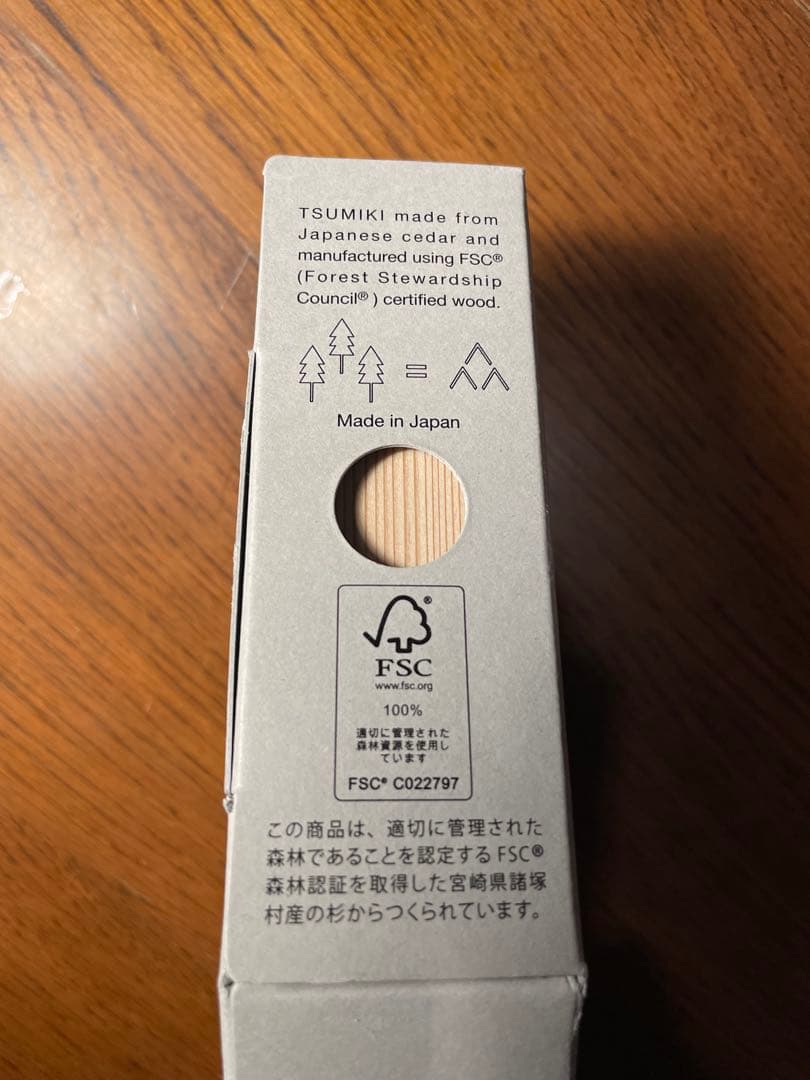 TSUMIKI made from
Japanese cedar and
manufactured using FSC®
(Forest Stewardship
Council®) certified wood.
Made in Japan
®
FSC
www.fsc.org
100%
適切に管理された
森林資源を使用し
ています
FSC® C022797
この商品は、適切に管理された
森林であることを認定するFSC®
森林認証を取得した宮崎県諸塚
村産の杉からつくられています。